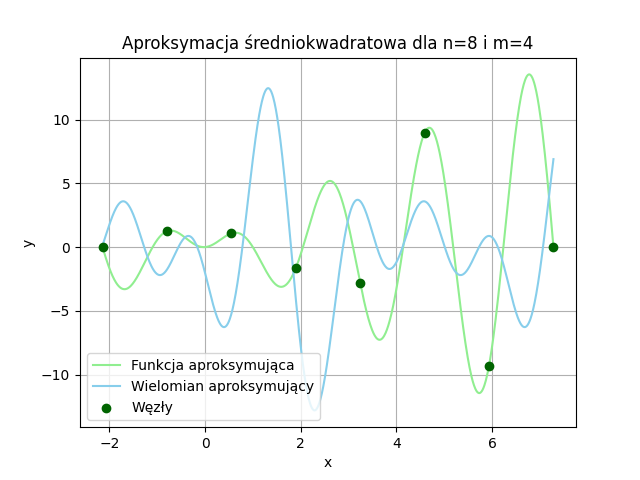 Aproksymacja średniokwadratowa dla n=8 i m=4
y
10
5
0
−5
−10
Funkcja aproksymująca
Wielomian aproksymujący
Węzły
−2
0
2
4
6
x